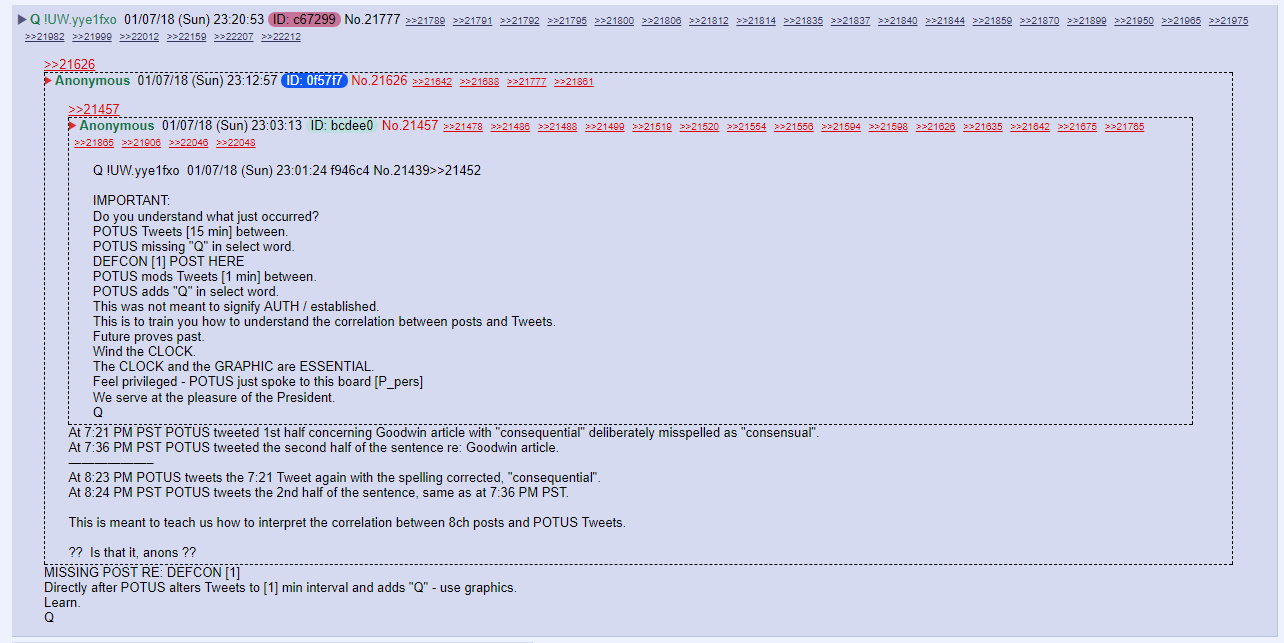 ▶ Q !UW.yye1fxo 01/07/18 (Sun) 23:20:53 ID: c67299 No.21777 >>21789 >>21791 >>21792 >>21795 >>21800 >>21806 >>21812 >>21814 >>21835 >>21837 >>21840 >>21844 >>21859 >>21870 >>21899 >>21950 >>21965 >>21975
>>21982 >>21999 >>22012 >>22159 >>22207 >>22212
>>21626
▶ Anonymous 01/07/18 (Sun) 23:12:57 ID: 0f57f7 No.21626 >>21642 >>21688 >>21777 >>21861
>>21457
▶ Anonymous 01/07/18 (Sun) 23:03:13 ID: bcdee0 No.21457 >>21478 >>21486 >>21488 >>21499 >>21519 >>21520 >>21554 >>21556 >>21594 >>21598 >>21626 >>21635 >>21642 >>21675 >>21765
>>21865 >>21906 >>22046 >>22048
Q !UW.yye1fxo 01/07/18 (Sun) 23:01:24 f946c4 No.21439>>21452
IMPORTANT:
Do you understand what just occurred?
POTUS Tweets [15 min] between.
POTUS missing "Q" in select word.
DEFCON [1] POST HERE
POTUS mods Tweets [1 min] between.
POTUS adds "Q" in select word.
This was not meant to signify AUTH / established.
This is to train you how to understand the correlation between posts and Tweets.
Future proves past.
Wind the CLOCK.
The CLOCK and the GRAPHIC are ESSENTIAL.
Feel privileged - POTUS just spoke to this board [P_pers]
We serve at the pleasure of the President.
Q
At 7:21 PM PST POTUS tweeted 1st half concerning Goodwin article with "consequential" deliberately misspelled as "consensual".
At 7:36 PM PST POTUS tweeted the second half of the sentence re: Goodwin article.
——————–
At 8:23 PM POTUS tweets the 7:21 Tweet again with the spelling corrected, "consequential".
At 8:24 PM PST POTUS tweets the 2nd half of the sentence, same as at 7:36 PM PST.
This is meant to teach us how to interpret the correlation between 8ch posts and POTUS Tweets.
?? Is that it, anons ??
MISSING POST RE: DEFCON [1]
Directly after POTUS alters Tweets to [1] min interval and adds "Q" - use graphics.
Learn.
Q